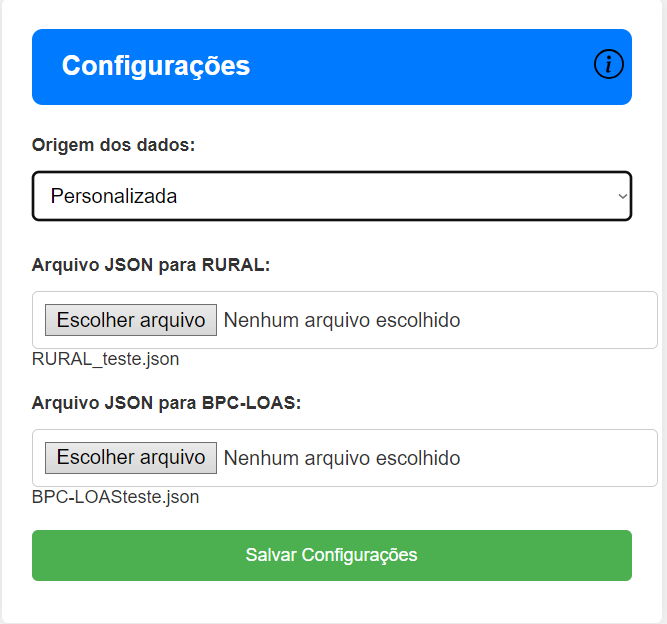 Configurações
Origem dos dados:
Personalizada
Arquivo JSON para RURAL:
Escolher arquivo Nenhum arquivo escolhido
RURAL_teste.json
Arquivo JSON para BPC-LOAS:
Escolher arquivo Nenhum arquivo escolhido
BPC-LOASteste.json
Salvar Configurações